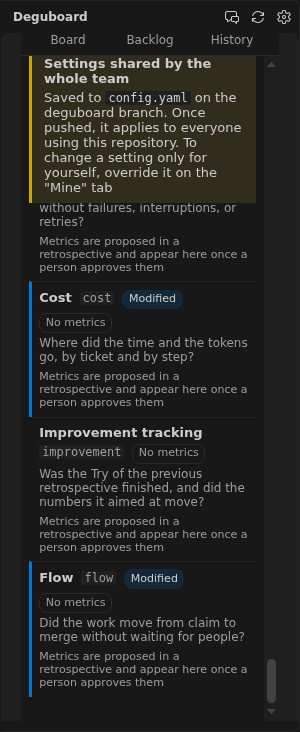 Deguboard
Board Backlog History
Settings shared by the
whole team
Saved to config.yaml on the
deguboard branch. Once
pushed, it applies to everyone
using this repository. To
change a setting only for
yourself, override it on the
"Mine" tab
without failures, interruptions, or
retries?
Metrics are proposed in a
retrospective and appear here once a
person approves them
Cost cost Modified
No metrics
Where did the time and the tokens
go, by ticket and by step?
Metrics are proposed in a
retrospective and appear here once a
person approves them
Improvement tracking
improvement No metrics
Was the Try of the previous
retrospective finished, and did the
numbers it aimed at move?
Metrics are proposed in a
retrospective and appear here once a
person approves them
Flow flow Modified
No metrics
Did the work move from claim to
merge without waiting for people?
Metrics are proposed in a
retrospective and appear here once a
person approves them